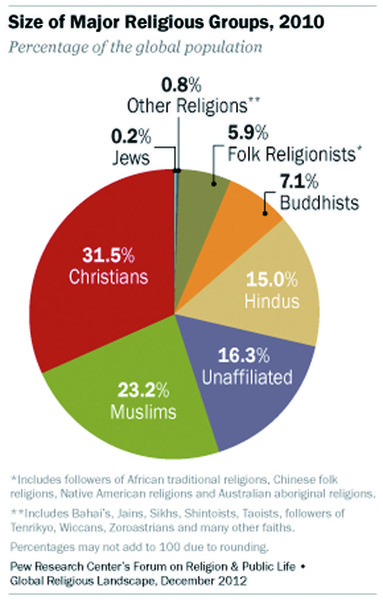 Size of Major Religious Groups, 2010
Percentage of the global population
0.8%
Other Religions**
0.2%
Jews
5.9%
Folk Religionists*
7.1%
Buddhists
31.5%
Christians
15.0%
Hindus
16.3%
Unaffiliated
23.2%
Muslims
*Includes followers of African traditional religions, Chinese folk
religions, Native American religions and Australian aboriginal religions.
**Includes Bahai's, Jains, Sikhs, Shintoists, Taoists, followers of
Tenrikyo, Wiccans, Zoroastrians and many other faiths.
Percentages may not add to 100 due to rounding.
Pew Research Center's Forum on Religion & Public Life •
Global Religious Landscape, December 2012